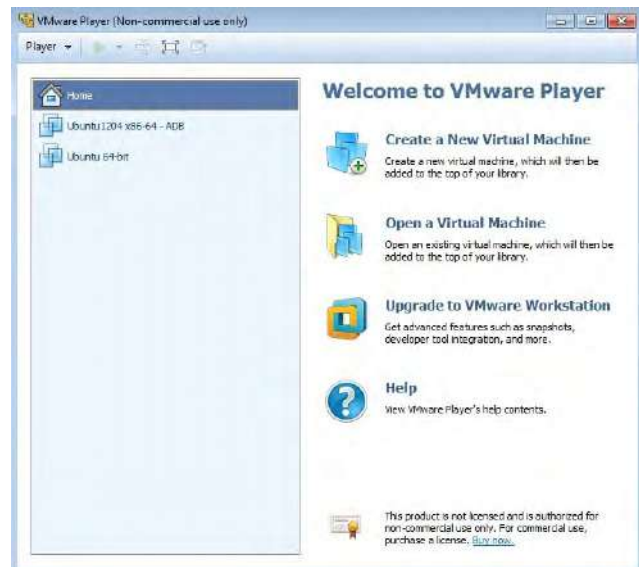 VMware Player (Non-commercial use only)
Player
Home
Ubuntu1204 x86-64 - ADB
Ubuntu 64-bit
Welcome to VMware Player
Create a New Virtual Machine
Create a new virtual machine, which will then be
added to the top of your library.
Open a Virtual Machine
Open an existing virtual machine, which will then be
added to the top of your library.
Upgrade to VMware Workstation
Get advanced features such as snapshots,
developer tool integration, and more.
Help
View VMware Player's help contents.
This product is not licensed and is authorized for
non-commercial use only. For commercial use,
purchase a license. Buy now.